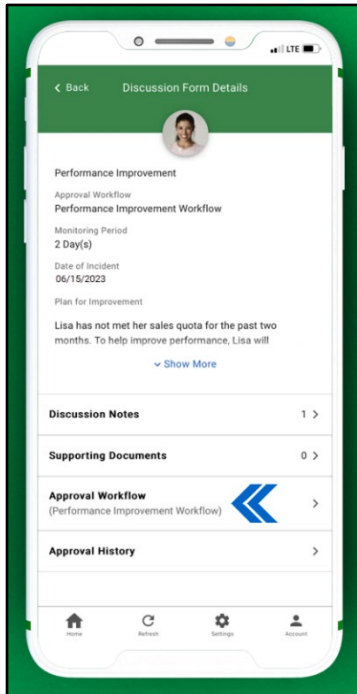 LTE
Back
Discussion Form Details
Performance Improvement
Approval Workflow
Performance Improvement Workflow
Monitoring Period
2 Day(s)
Date of Incident
06/15/2023
Plan for Improvement
Lisa has not met her sales quota for the past two
months. To help improve performance, Lisa will
Show More
Discussion Notes 1
Supporting Documents 0
Approval Workflow
(Performance Improvement Workflow)
Approval History
Home Refresh Settings Account